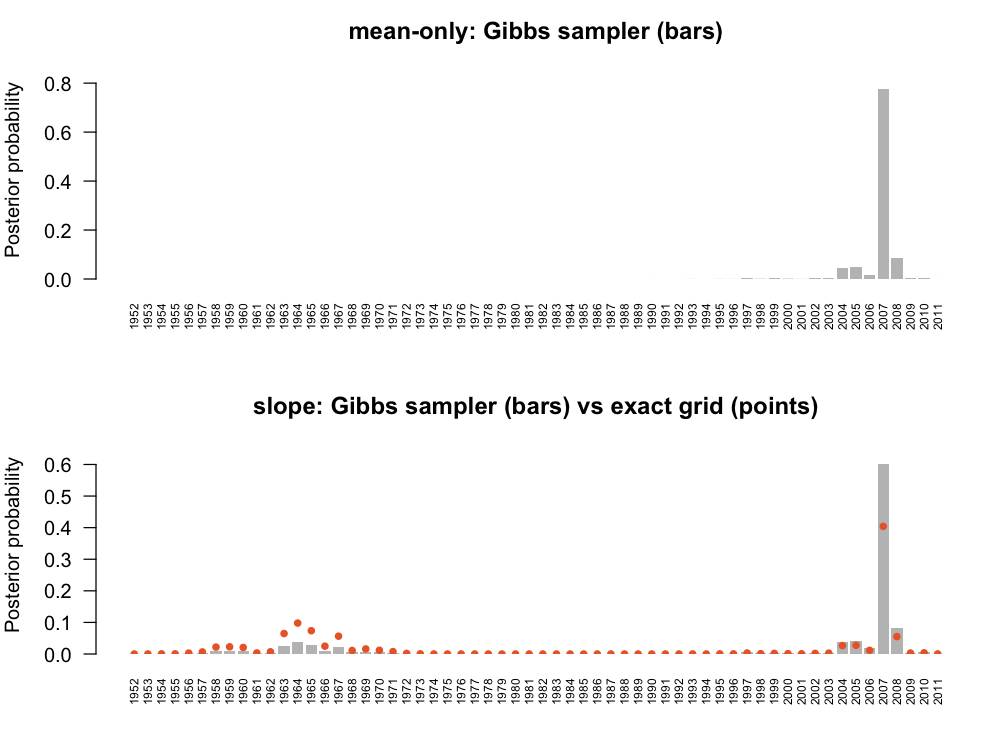 mean-only: Gibbs sampler (bars)
Posterior probability
0.8
0.6
0.4
0.2
0.0
1952 1953 1954 1955 1956 1957 1958 1959 1960 1961 1962 1963 1964 1965 1966 1967 1968 1969 1970 1971 1972 1973 1974 1975 1976 1977 1978 1979 1980 1981 1982 1983 1984 1985 1986 1987 1988 1989 1990 1991 1992 1993 1994 1995 1996 1997 1998 1999 2000 2001 2002 2003 2004 2005 2006 2007 2008 2009 2010 2011
slope: Gibbs sampler (bars) vs exact grid (points)
Posterior probability
0.6
0.5
0.4
0.3
0.2
0.1
0.0
1952 1953 1954 1955 1956 1957 1958 1959 1960 1961 1962 1963 1964 1965 1966 1967 1968 1969 1970 1971 1972 1973 1974 1975 1976 1977 1978 1979 1980 1981 1982 1983 1984 1985 1986 1987 1988 1989 1990 1991 1992 1993 1994 1995 1996 1997 1998 1999 2000 2001 2002 2003 2004 2005 2006 2007 2008 2009 2010 2011